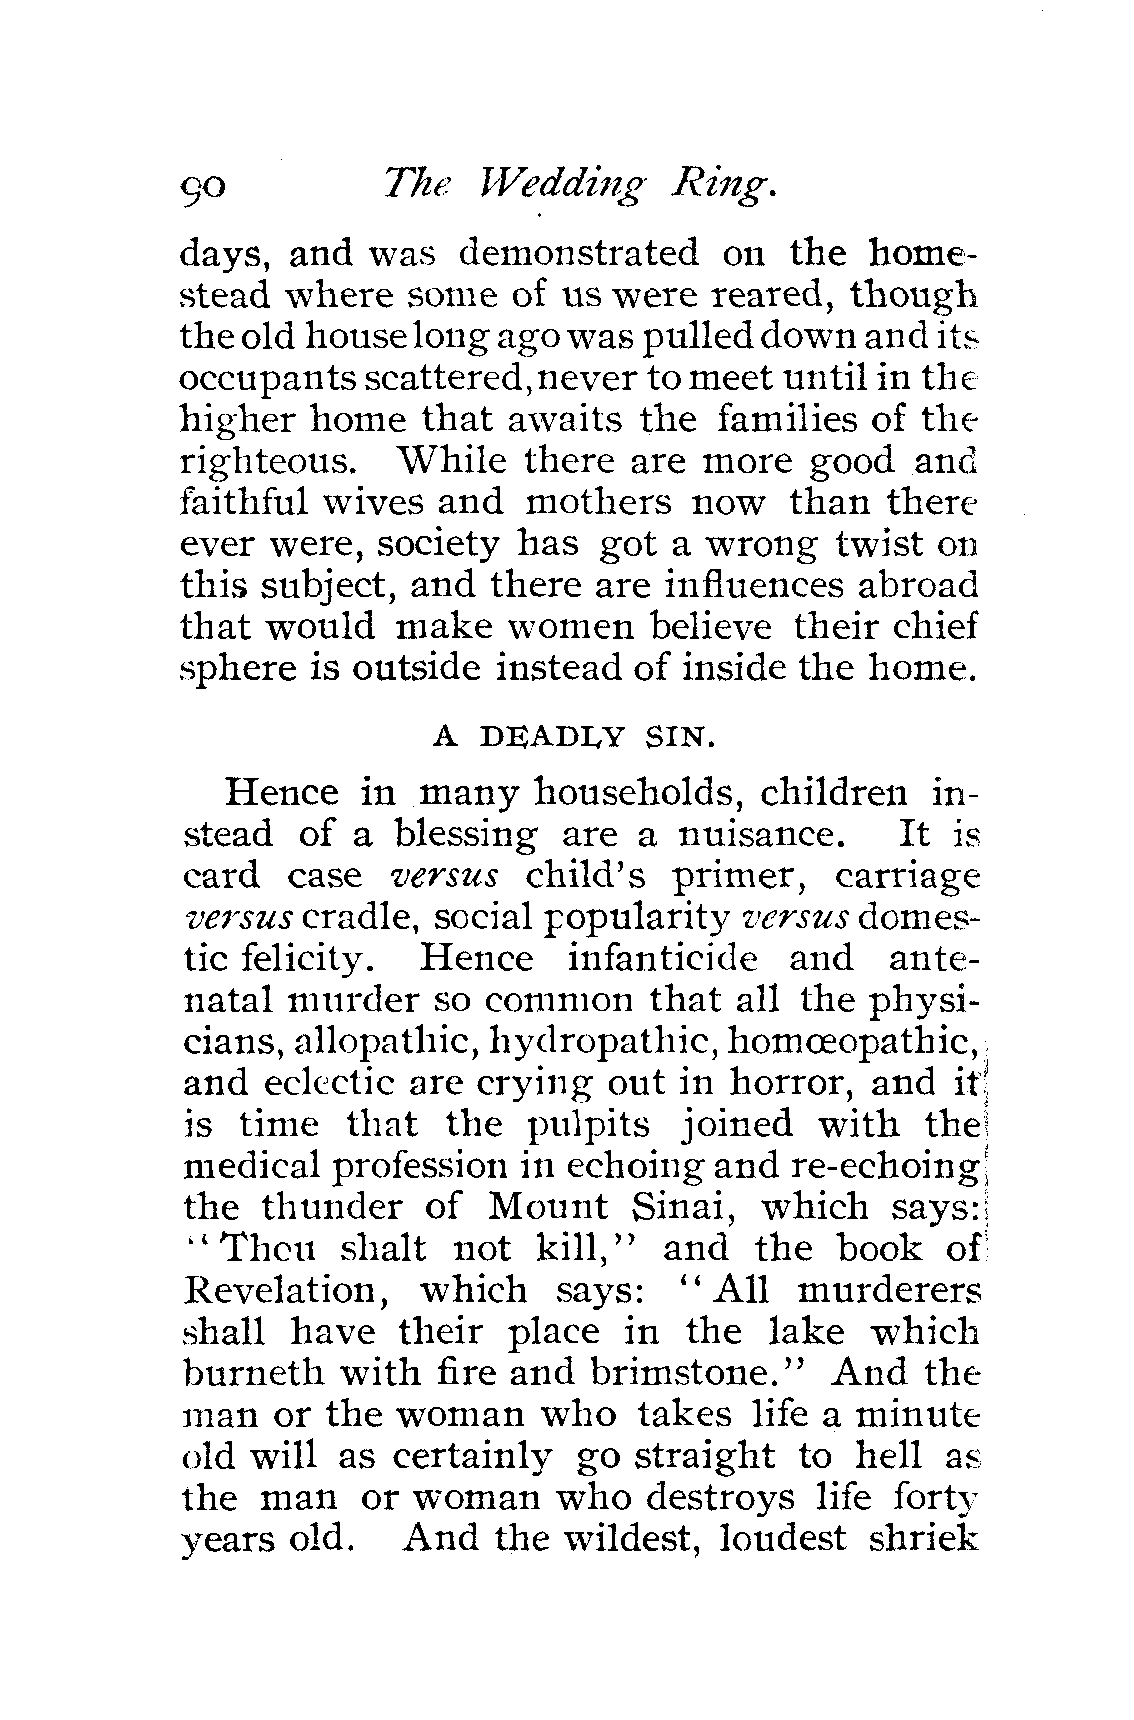 90 The Wedding Ring.
days, and was demonstrated on the home-
stead where some of us were reared, though
the old house long ago was pulled down and its
occupants scattered, never to meet until in the
higher home that awaits the families of the
righteous. While there are more good and
faithful wives and mothers now than there
ever were, society has got a wrong twist on
this subject, and there are influences abroad
that would make women believe their chief
sphere is outside instead of inside the home.
A DEADLY SIN.
Hence in many households, children in-
stead of a blessing are a nuisance. It is
card case versus child's primer, carriage
versus cradle, social popularity versus domes-
tic felicity. Hence infanticide and ante-
natal murder so common that all the physi-
cians, allopathic, hydropathic, homœopathic,
and eclectic are crying out in horror, and it
is time that the pulpits joined with the
medical profession in echoing and re-echoing
the thunder of Mount Sinai, which says:
"Thou shalt not kill," and the book of
Revelation, which says: "All murderers
shall have their place in the lake which
burneth with fire and brimstone." And the
man or the woman who takes life a minute
old will as certainly go straight to hell as
the man or woman who destroys life forty
years old. And the wildest, loudest shriek